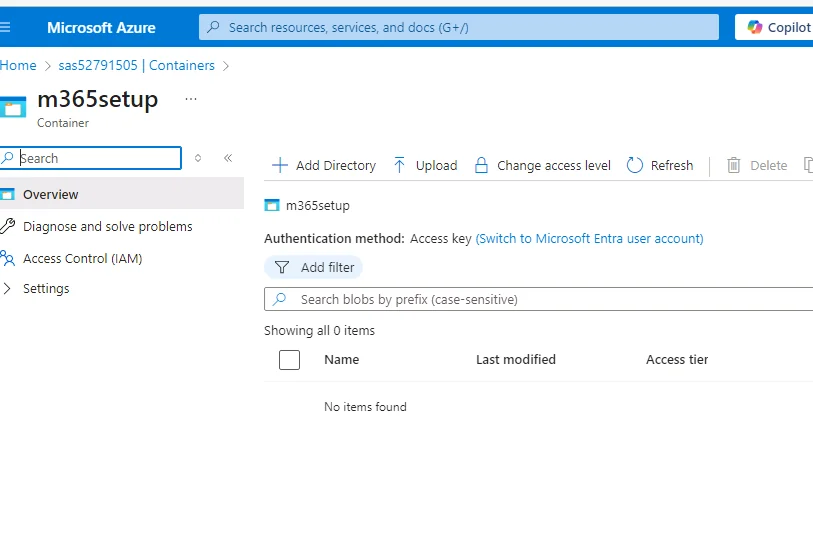 Microsoft Azure
Search resources, services, and docs (G+/)
Copilot
Home > sas52791505 | Containers >
m365setup ...
Container
Search
Add Directory Upload Change access level Refresh Delete
Overview
Diagnose and solve problems
Access Control (IAM)
Settings
m365setup
Authentication method: Access key (Switch to Microsoft Entra user account)
Add filter
Search blobs by prefix (case-sensitive)
Showing all 0 items
Name Last modified Access tier
No items found